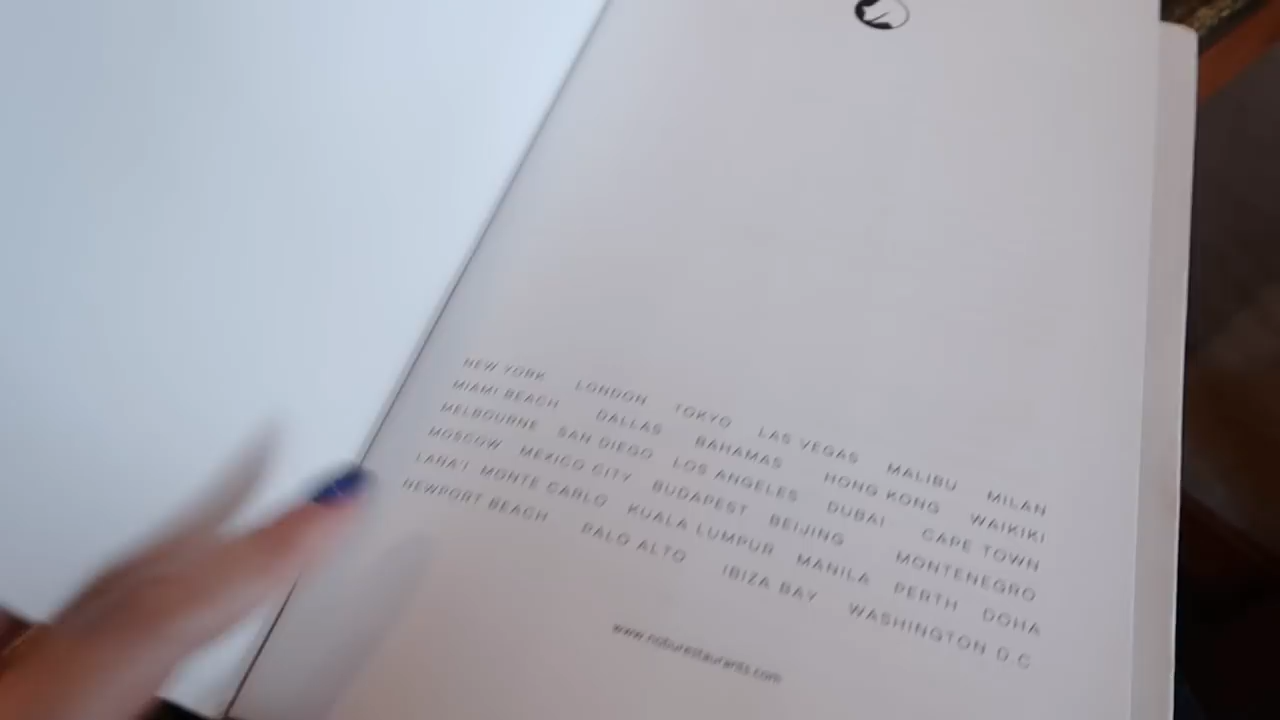 NEW YORK LONDON TOKYO LAS VEGAS MALIBU MILAN
MIAMI BEACH DALLAS BAHAMAS HONG KONG WAIKIKI
MELBOURNE SAN DIEGO LOS ANGELES DUBAI CAPE TOWN
MOSCOW MEXICO CITY BUDAPEST BEIJING MONTENEGRO
LANA'I MONTE CARLO KUALA LUMPUR MANILA PERTH DOHA
NEWPORT BEACH PALO ALTO IBIZA BAY WASHINGTON D.C
www.noburestaurants.com